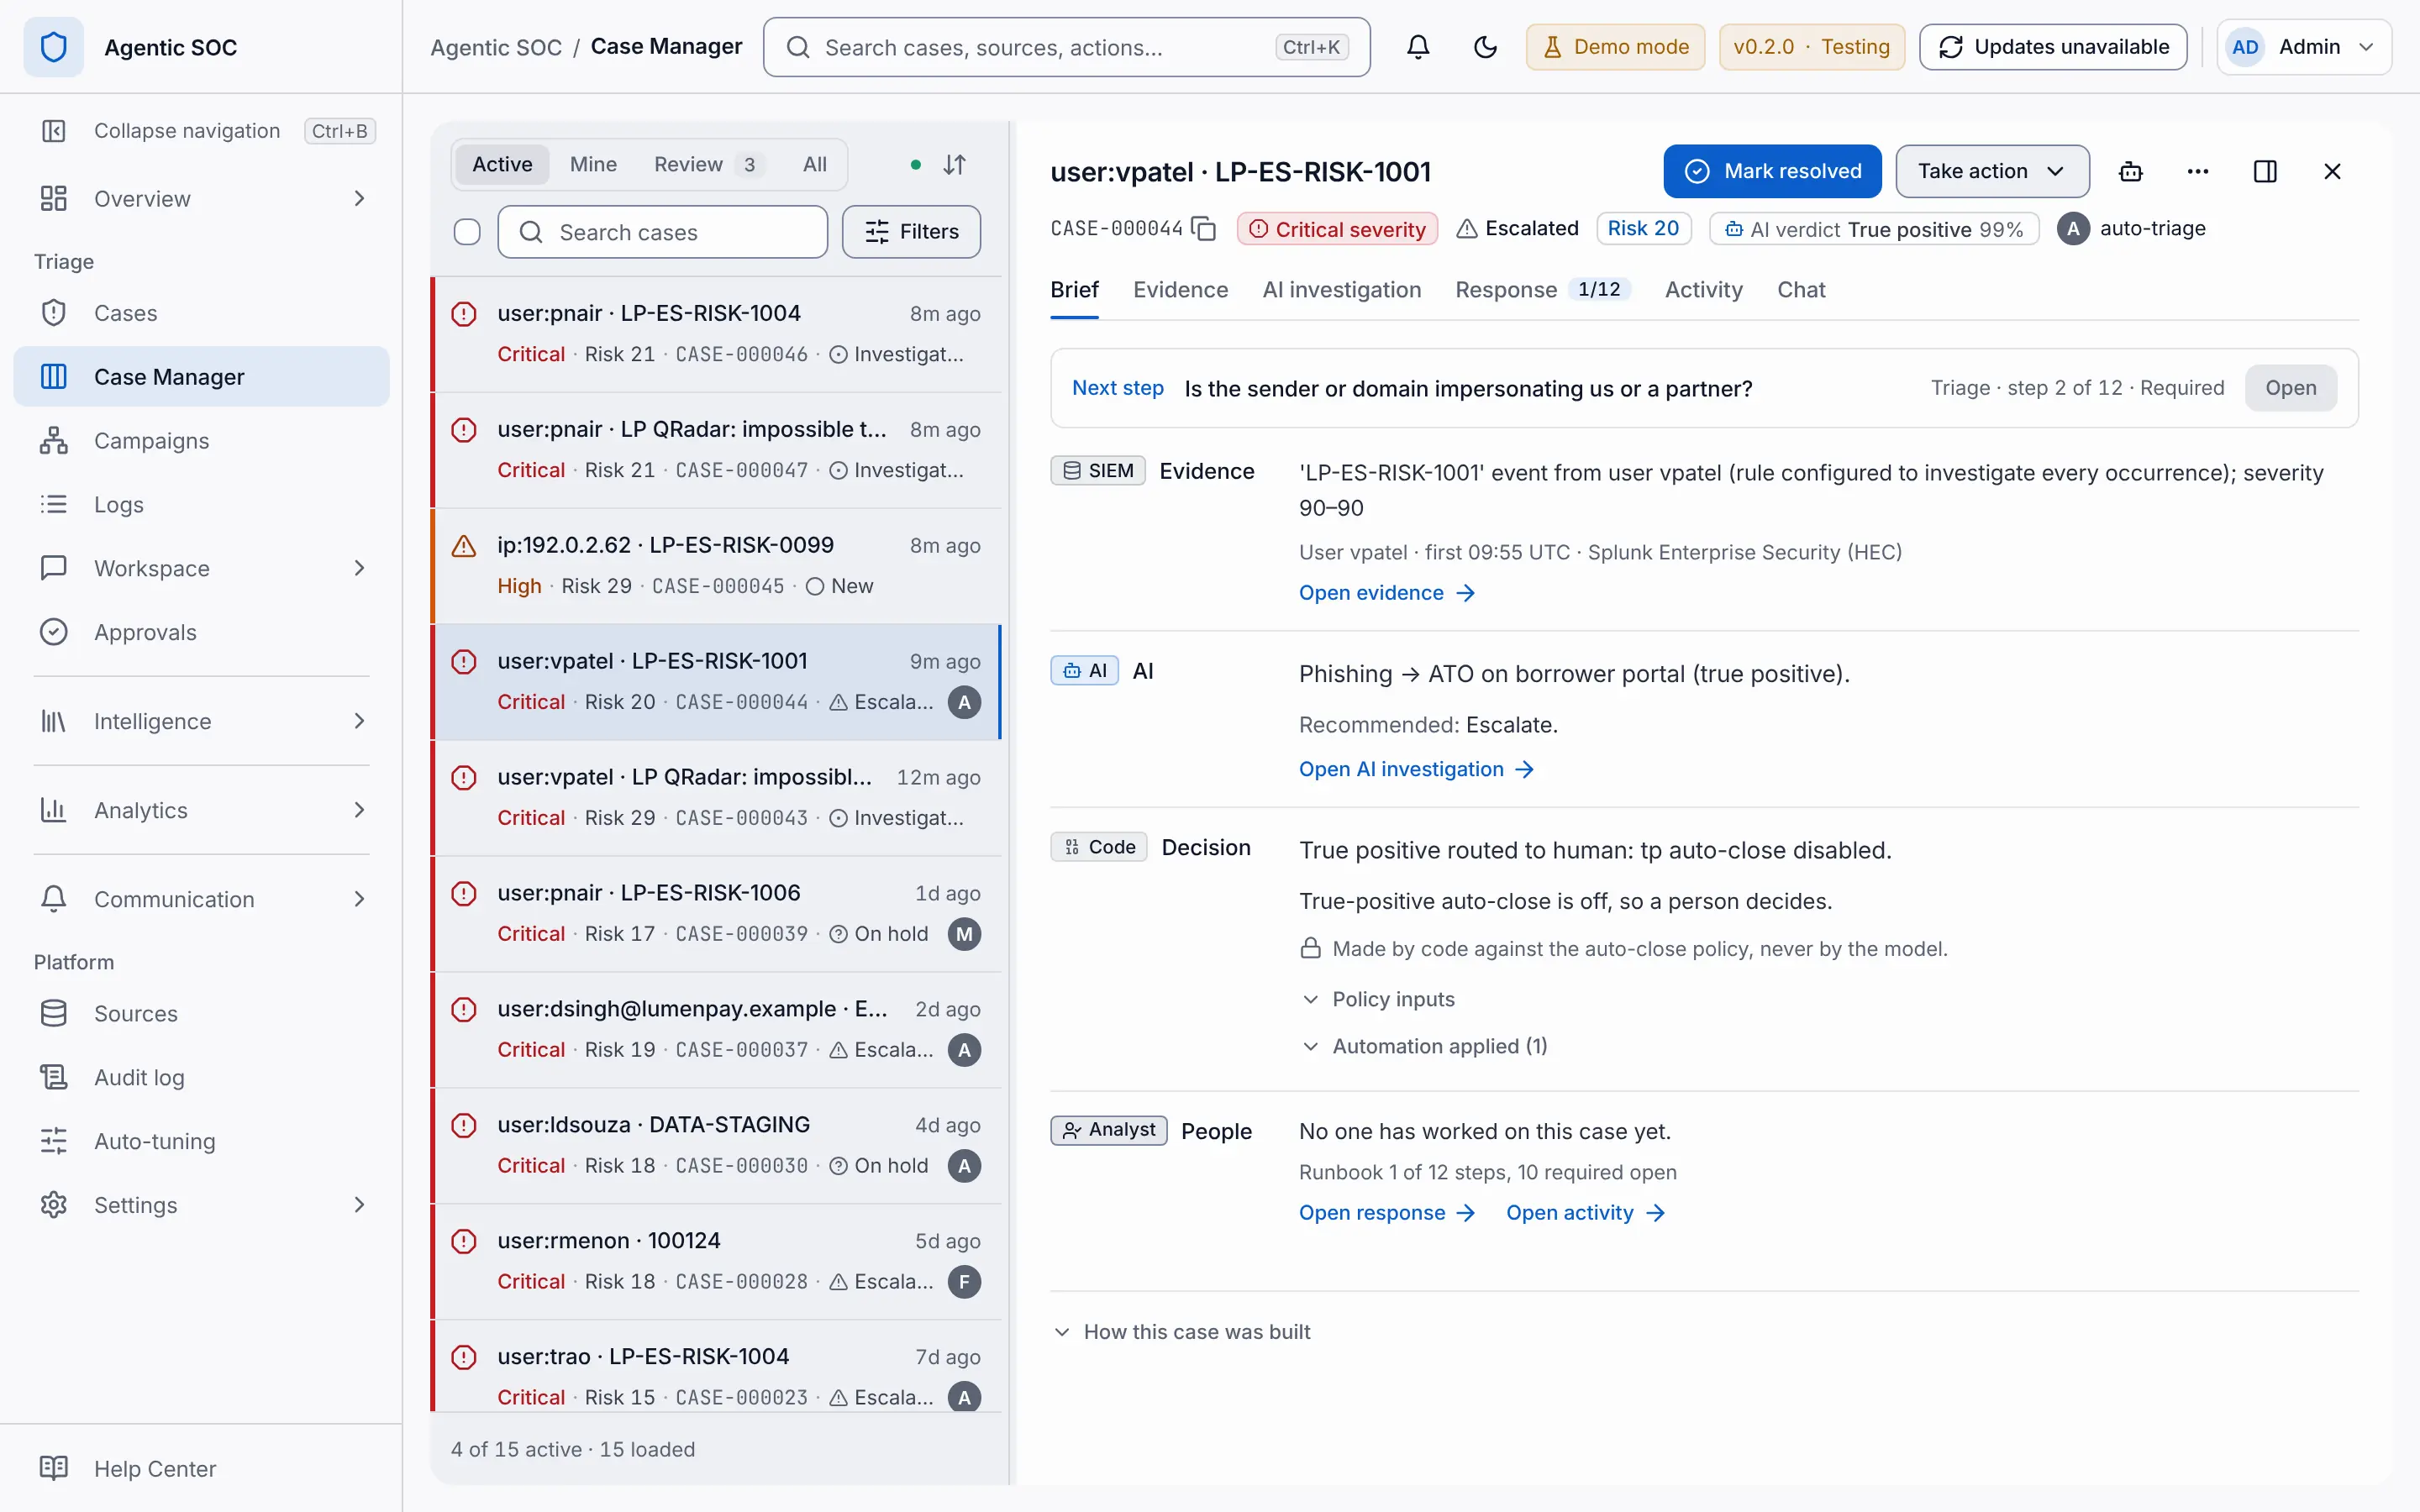 Agentic SOC
Agentic SOC / Case Manager
Search cases, sources, actions... Ctrl+K
Demo mode
v0.2.0 · Testing
Updates unavailable
AD Admin
Collapse navigation Ctrl+B
Overview
Triage
Cases
Case Manager
Campaigns
Logs
Workspace
Approvals
Intelligence
Analytics
Communication
Platform
Sources
Audit log
Auto-tuning
Settings
Help Center
Active Mine Review 3 All
Search cases Filters
user:pnair · LP-ES-RISK-1004 8m ago
Critical · Risk 21 · CASE-000046 · Investigat...
user:pnair · LP QRadar: impossible t... 8m ago
Critical · Risk 21 · CASE-000047 · Investigat...
ip:192.0.2.62 · LP-ES-RISK-0099 8m ago
High · Risk 29 · CASE-000045 · New
user:vpatel · LP-ES-RISK-1001 9m ago
Critical · Risk 20 · CASE-000044 · Escala... A
user:vpatel · LP QRadar: impossibl... 12m ago
Critical · Risk 29 · CASE-000043 · Investigat...
user:pnair · LP-ES-RISK-1006 1d ago
Critical · Risk 17 · CASE-000039 · On hold M
user:dsingh@lumenpay.example · E... 2d ago
Critical · Risk 19 · CASE-000037 · Escala... A
user:ldsouza · DATA-STAGING 4d ago
Critical · Risk 18 · CASE-000030 · On hold A
user:rmenon · 100124 5d ago
Critical · Risk 18 · CASE-000028 · Escala... F
user:trao · LP-ES-RISK-1004 7d ago
Critical · Risk 15 · CASE-000023 · Escala... A
4 of 15 active · 15 loaded
user:vpatel · LP-ES-RISK-1001
Mark resolved Take action
CASE-000044 Critical severity Escalated Risk 20 AI verdict True positive 99% A auto-triage
Brief Evidence AI investigation Response 1/12 Activity Chat
Next step Is the sender or domain impersonating us or a partner? Triage · step 2 of 12 · Required Open
SIEM Evidence
'LP-ES-RISK-1001' event from user vpatel (rule configured to investigate every occurrence); severity
90–90
User vpatel · first 09:55 UTC · Splunk Enterprise Security (HEC)
Open evidence →
AI AI
Phishing → ATO on borrower portal (true positive).
Recommended: Escalate.
Open AI investigation →
Code Decision
True positive routed to human: tp auto-close disabled.
True-positive auto-close is off, so a person decides.
Made by code against the auto-close policy, never by the model.
Policy inputs
Automation applied (1)
Analyst People
No one has worked on this case yet.
Runbook 1 of 12 steps, 10 required open
Open response → Open activity →
How this case was built